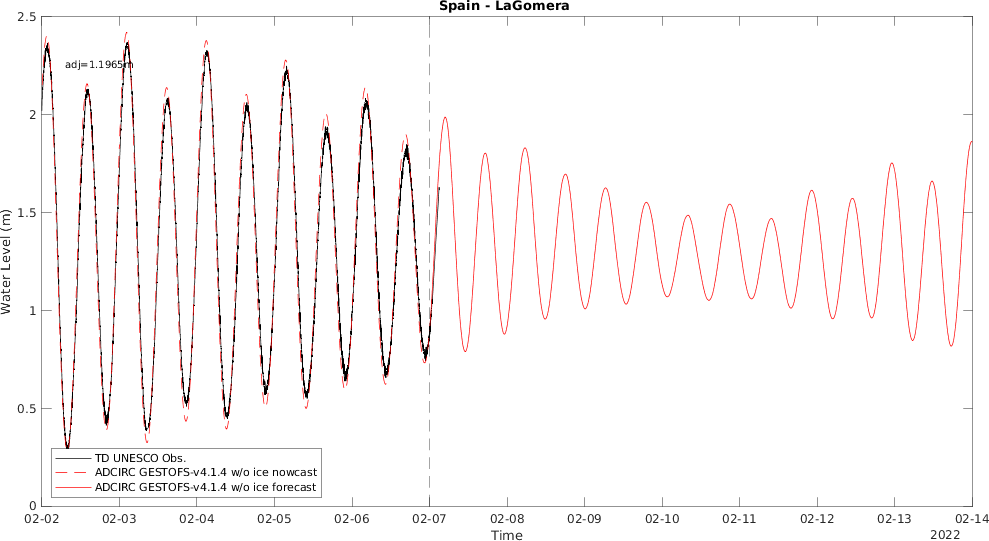 Spain - LaGomera
2.5
2
1.5
1
0.5
0
Water Level (m)
adj=1.1965m
TD UNESCO Obs.
ADCIRC GESTOFS-v4.1.4 w/o ice nowcast
ADCIRC GESTOFS-v4.1.4 w/o ice forecast
02-02 02-03 02-04 02-05 02-06 02-07 02-08 02-09 02-10 02-11 02-12 02-13 02-14
Time
2022